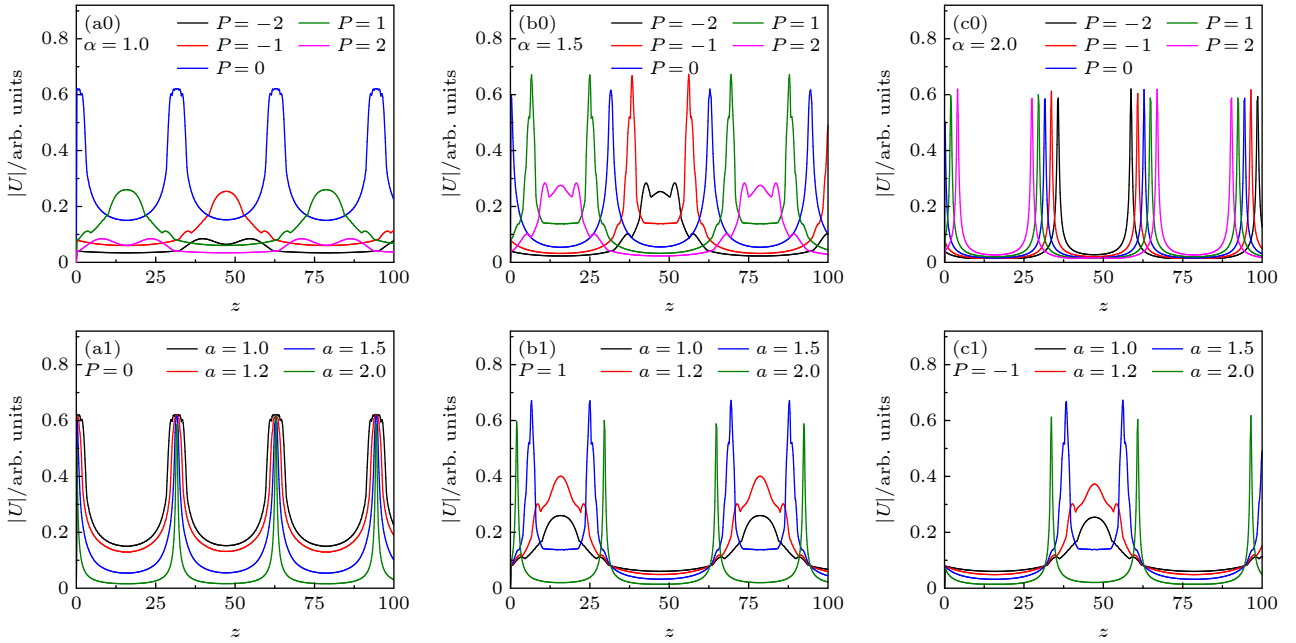 (a0) P = −2 P = 1
α = 1.0 P = −1 P = 2
P = 0
|U|/arb. units
0.8
0.6
0.4
0.2
0
0 25 50 75 100
z
(b0) P = −2 P = 1
α = 1.5 P = −1 P = 2
P = 0
|U|/arb. units
0.8
0.6
0.4
0.2
0
0 25 50 75 100
z
(c0) P = −2 P = 1
α = 2.0 P = −1 P = 2
P = 0
|U|/arb. units
0.8
0.6
0.4
0.2
0
0 25 50 75 100
z
(a1) a = 1.0 a = 1.5
P = 0 a = 1.2 a = 2.0
|U|/arb. units
0.8
0.6
0.4
0.2
0
0 25 50 75 100
z
(b1) a = 1.0 a = 1.5
P = 1 a = 1.2 a = 2.0
|U|/arb. units
0.8
0.6
0.4
0.2
0
0 25 50 75 100
z
(c1) a = 1.0 a = 1.5
P = −1 a = 1.2 a = 2.0
|U|/arb. units
0.8
0.6
0.4
0.2
0
0 25 50 75 100
z